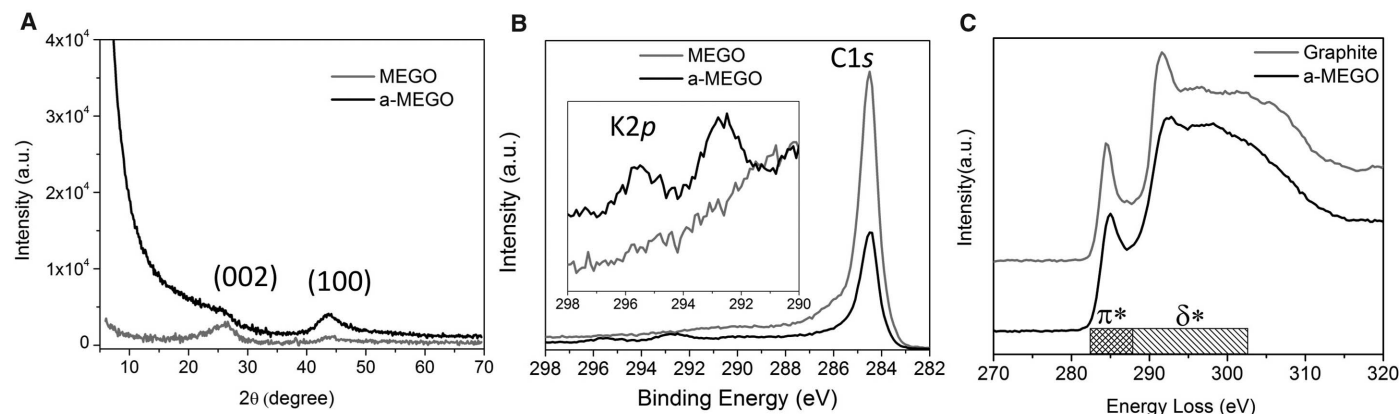 A
4x10⁴
3x10⁴
2x10⁴
1x10⁴
0
Intensity (a.u.)
MEGO
a-MEGO
(002)
(100)
10 20 30 40 50 60 70
2θ (degree)
B
MEGO
a-MEGO
C1s
K2p
298 296 294 292 290
Intensity (a.u.)
298 296 294 292 290 288 286 284 282
Binding Energy (eV)
C
Graphite
a-MEGO
Intensity(a.u.)
π*
δ*
270 280 290 300 310 320
Energy Loss (eV)